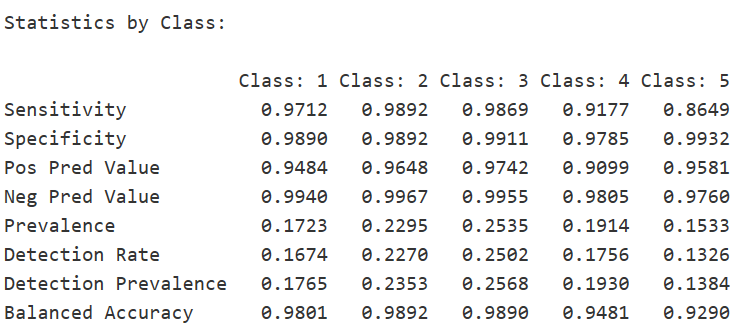 Statistics by Class:

                     Class: 1 Class: 2 Class: 3 Class: 4 Class: 5
Sensitivity            0.9712   0.9892   0.9869   0.9177   0.8649
Specificity            0.9890   0.9892   0.9911   0.9785   0.9932
Pos Pred Value         0.9484   0.9648   0.9742   0.9099   0.9581
Neg Pred Value         0.9940   0.9967   0.9955   0.9805   0.9760
Prevalence             0.1723   0.2295   0.2535   0.1914   0.1533
Detection Rate         0.1674   0.2270   0.2502   0.1756   0.1326
Detection Prevalence   0.1765   0.2353   0.2568   0.1930   0.1384
Balanced Accuracy      0.9801   0.9892   0.9890   0.9481   0.9290